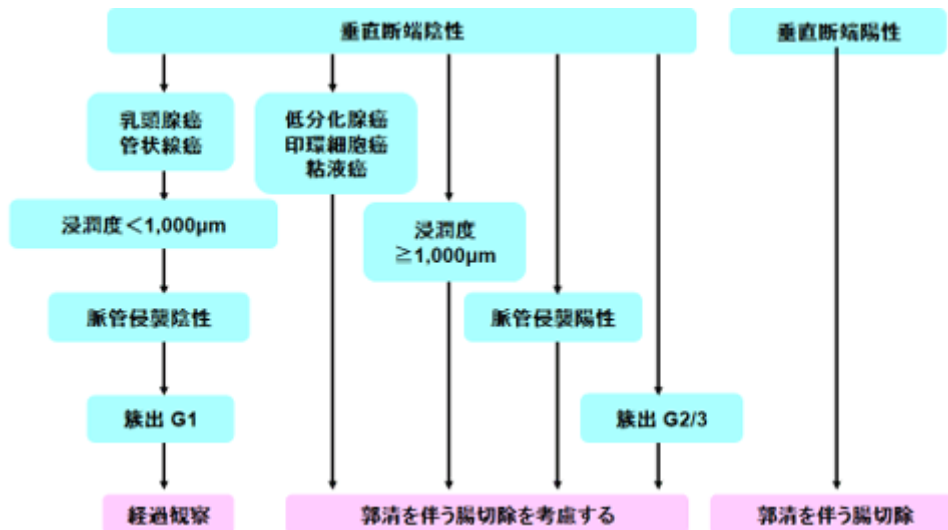 垂直断端陰性
垂直断端陽性
乳頭腺癌
管状線癌
低分化腺癌
印環細胞癌
粘液癌
浸潤度＜1,000μm
浸潤度
≧1,000μm
脈管侵襲陰性
脈管侵襲陽性
簇出 G1
簇出 G2/3
経過観察
郭清を伴う腸切除を考慮する
郭清を伴う腸切除